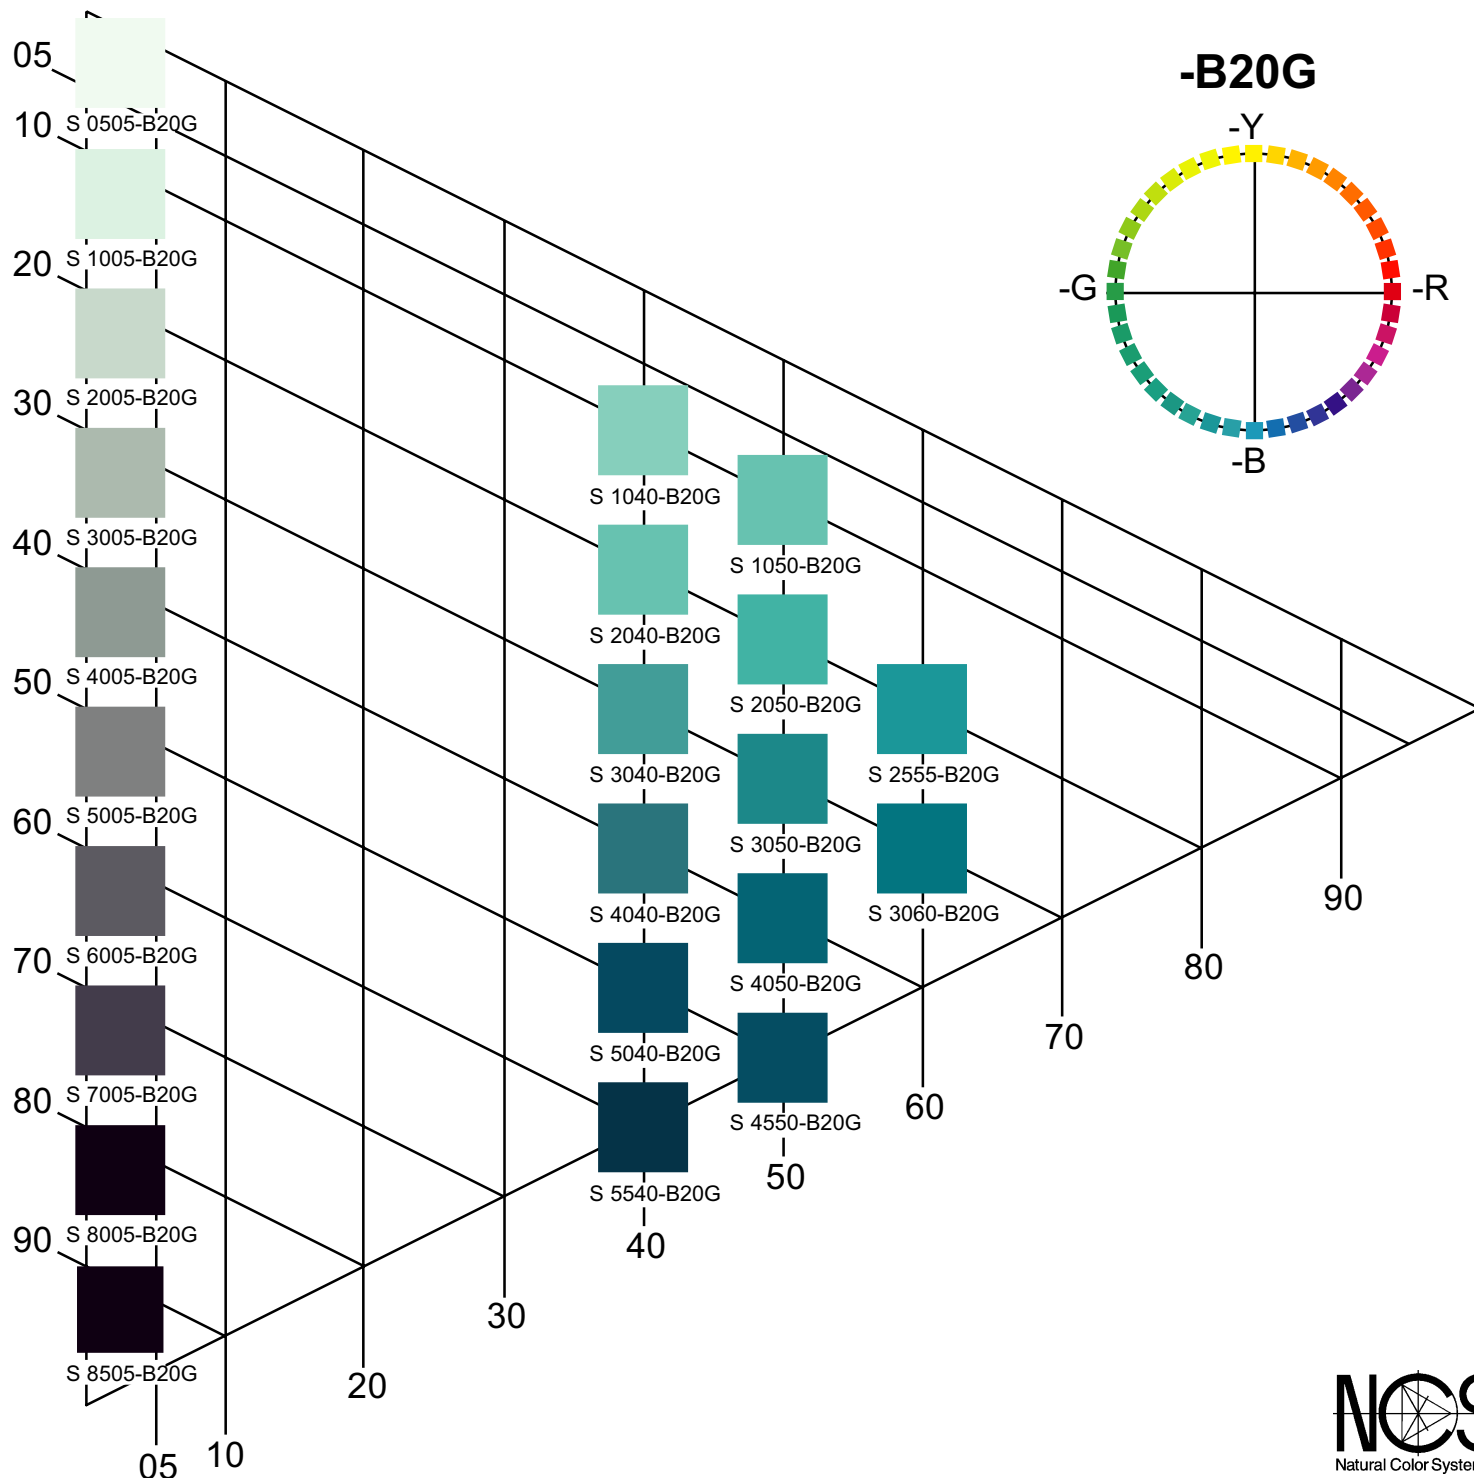 -B20G
-Y
-G
-R
-B
05
S 0505-B20G
10
S 1005-B20G
20
S 2005-B20G
30
S 3005-B20G
40
S 4005-B20G
50
S 5005-B20G
60
S 6005-B20G
70
S 7005-B20G
80
S 8005-B20G
90
S 8505-B20G
S 1040-B20G
S 2040-B20G
S 3040-B20G
S 4040-B20G
S 5040-B20G
S 5540-B20G
S 1050-B20G
S 2050-B20G
S 3050-B20G
S 4050-B20G
S 4550-B20G
S 2555-B20G
S 3060-B20G
05
10
20
30
40
50
60
70
80
90
NCS
Natural Color System